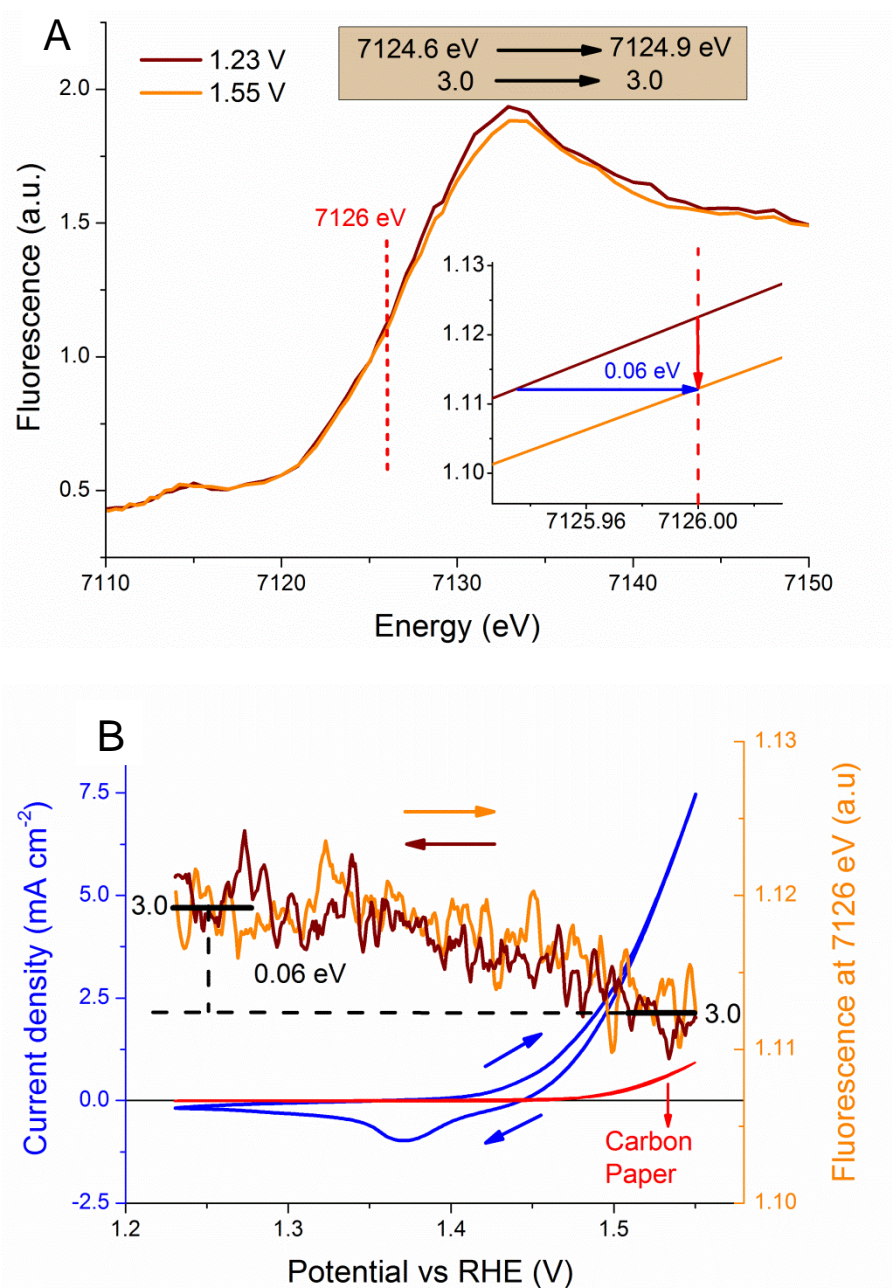 A
1.23 V
1.55 V
7124.6 eV 7124.9 eV
3.0 3.0
2.0
1.5
1.0
0.5
Fluorescence (a.u.)
7126 eV
1.13
1.12
1.11
1.10
0.06 eV
7125.96 7126.00
7110 7120 7130 7140 7150
Energy (eV)
B
7.5
5.0
2.5
0.0
-2.5
Current density (mA cm-2)
3.0
0.06 eV
3.0
Carbon
Paper
1.13
1.12
1.11
1.10
Fluorescence at 7126 eV (a.u)
1.2 1.3 1.4 1.5
Potential vs RHE (V)